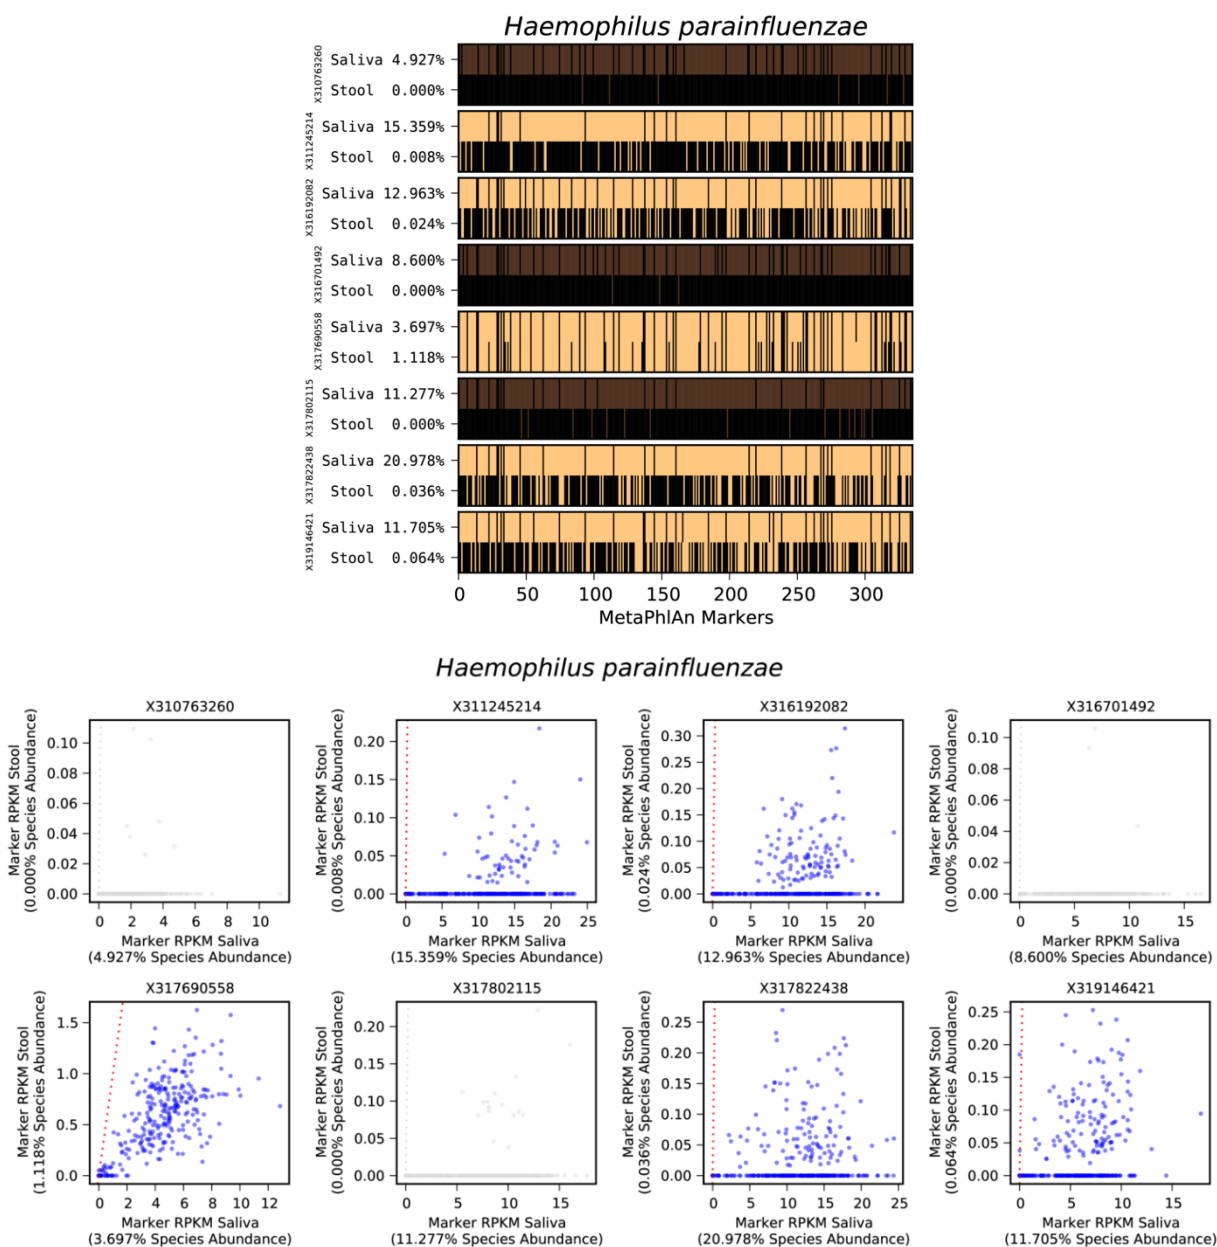 Haemophilus parainfluenzae
X310763260
Saliva 4.927%
Stool 0.000%
X311245214
Saliva 15.359%
Stool 0.008%
X316192082
Saliva 12.963%
Stool 0.024%
X316701492
Saliva 8.600%
Stool 0.000%
X317690558
Saliva 3.697%
Stool 1.118%
X317802115
Saliva 11.277%
Stool 0.000%
X317822438
Saliva 20.978%
Stool 0.036%
X319146421
Saliva 11.705%
Stool 0.064%
0 50 100 150 200 250 300
MetaPhlAn Markers
Haemophilus parainfluenzae
X310763260
Marker RPKM Stool
(0.000% Species Abundance)
0.10
0.08
0.06
0.04
0.02
0.00
0 2 4 6 8 10
Marker RPKM Saliva
(4.927% Species Abundance)
X311245214
Marker RPKM Stool
(0.008% Species Abundance)
0.20
0.15
0.10
0.05
0.00
0 5 10 15 20 25
Marker RPKM Saliva
(15.359% Species Abundance)
X316192082
Marker RPKM Stool
(0.024% Species Abundance)
0.30
0.25
0.20
0.15
0.10
0.05
0.00
0 10 20
Marker RPKM Saliva
(12.963% Species Abundance)
X316701492
Marker RPKM Stool
(0.000% Species Abundance)
0.10
0.08
0.06
0.04
0.02
0.00
0 5 10 15
Marker RPKM Saliva
(8.600% Species Abundance)
X317690558
Marker RPKM Stool
(1.118% Species Abundance)
1.5
1.0
0.5
0.0
0 2 4 6 8 10 12
Marker RPKM Saliva
(3.697% Species Abundance)
X317802115
Marker RPKM Stool
(0.000% Species Abundance)
0.20
0.15
0.10
0.05
0.00
0 5 10 15
Marker RPKM Saliva
(11.277% Species Abundance)
X317822438
Marker RPKM Stool
(0.036% Species Abundance)
0.25
0.20
0.15
0.10
0.05
0.00
0 5 10 15 20 25
Marker RPKM Saliva
(20.978% Species Abundance)
X319146421
Marker RPKM Stool
(0.064% Species Abundance)
0.25
0.20
0.15
0.10
0.05
0.00
0 5 10 15
Marker RPKM Saliva
(11.705% Species Abundance)